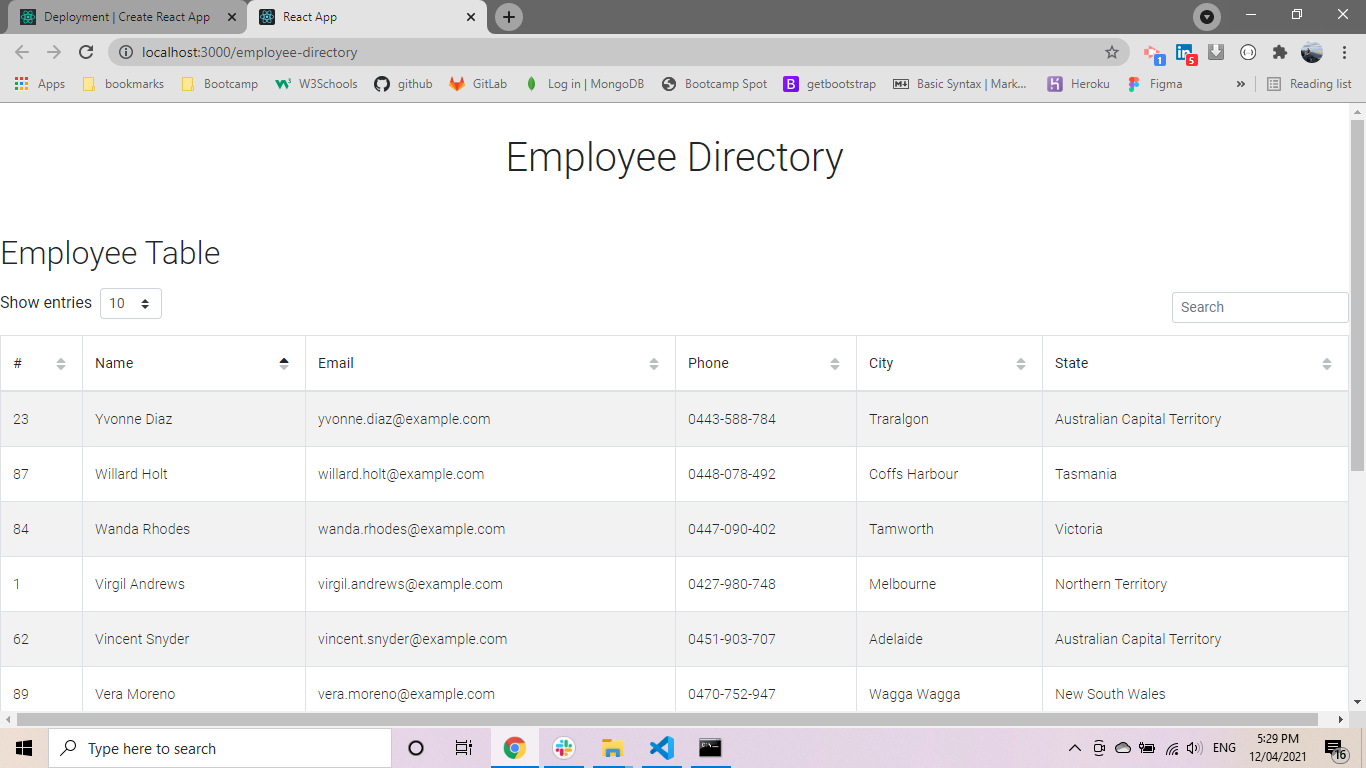 Deployment | Create React App
React App
localhost:3000/employee-directory
1
5
Apps
bookmarks
Bootcamp
W3Schools
github
GitLab
Log in | MongoDB
Bootcamp Spot
B
getbootstrap
Basic Syntax | Mark...
Heroku
Figma
»
Reading list
Employee Directory
Employee Table
Show entries 10
Search
# Name Email Phone City State
23 Yvonne Diaz yvonne.diaz@example.com 0443-588-784 Traralgon Australian Capital Territory
87 Willard Holt willard.holt@example.com 0448-078-492 Coffs Harbour Tasmania
84 Wanda Rhodes wanda.rhodes@example.com 0447-090-402 Tamworth Victoria
1 Virgil Andrews virgil.andrews@example.com 0427-980-748 Melbourne Northern Territory
62 Vincent Snyder vincent.snyder@example.com 0451-903-707 Adelaide Australian Capital Territory
89 Vera Moreno vera.moreno@example.com 0470-752-947 Wagga Wagga New South Wales
Type here to search
ENG
5:29 PM
12/04/2021
16